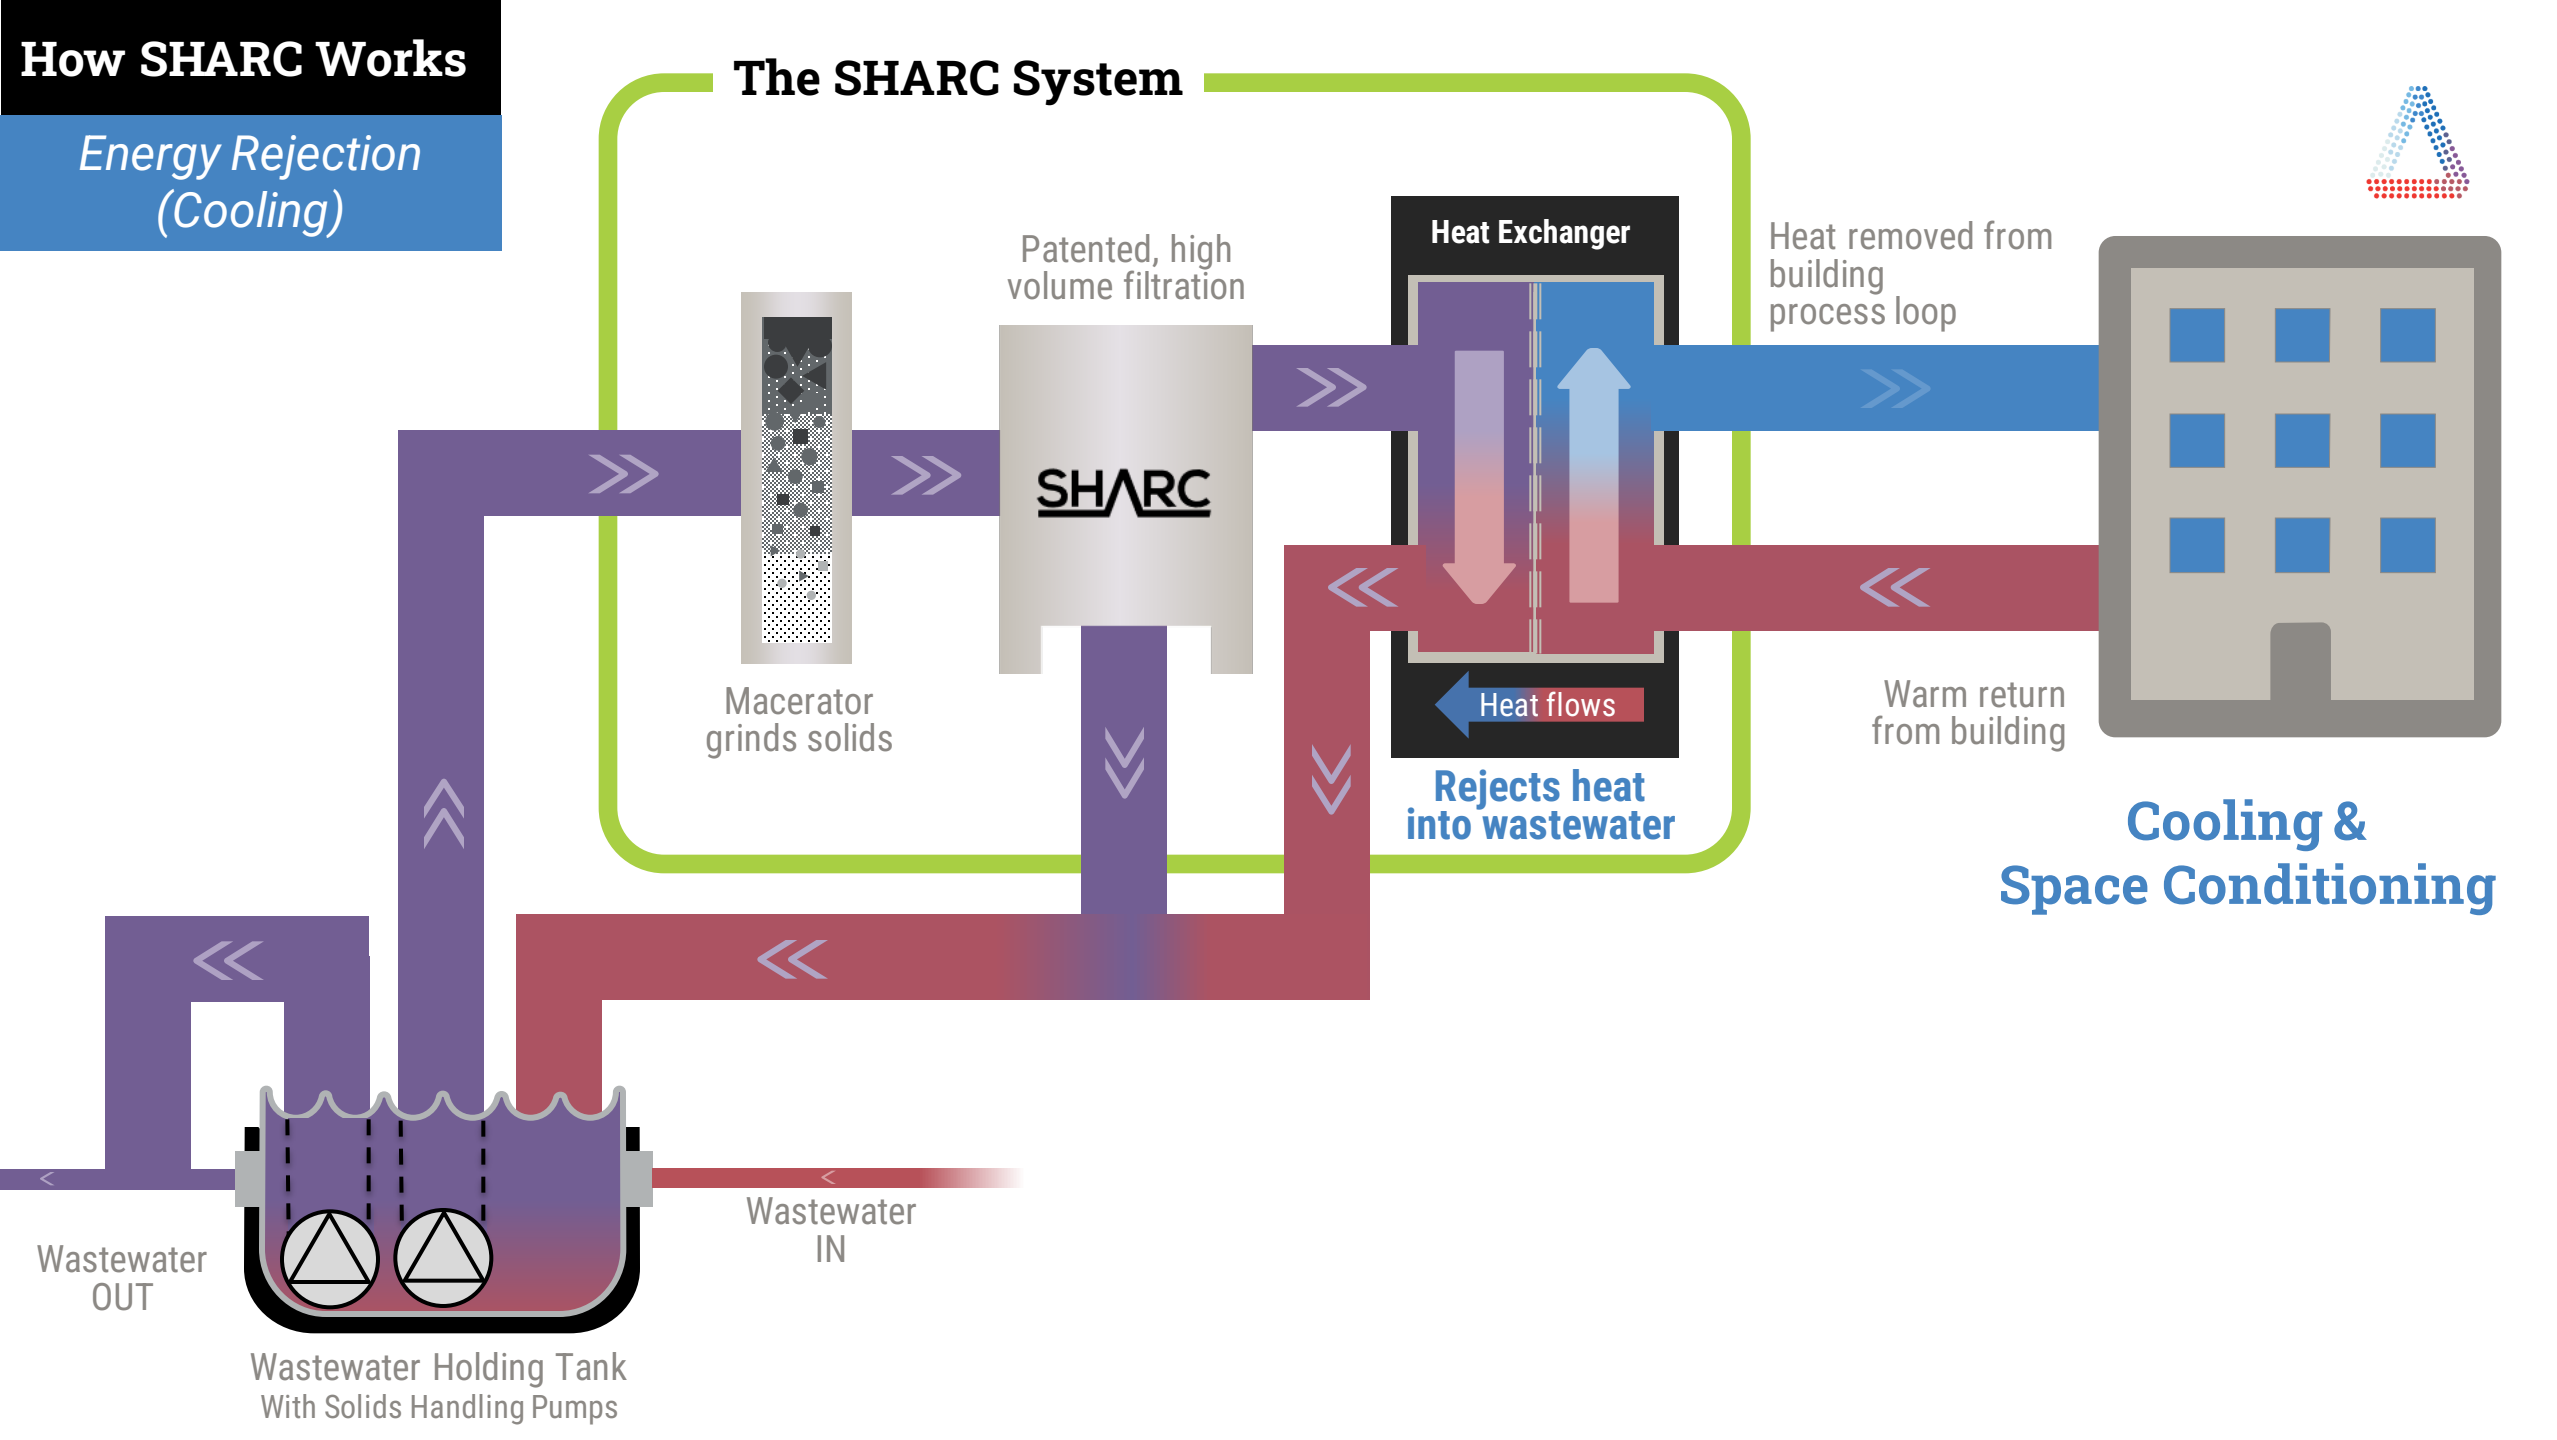 How SHARC Works
Energy Rejection
(Cooling)
The SHARC System
Patented, high
volume filtration
Heat Exchanger
Heat removed from
building
process loop
SHARC
Macerator
grinds solids
Heat flows
Warm return
from building
Rejects heat
into wastewater
Cooling &
Space Conditioning
Wastewater
IN
Wastewater
OUT
Wastewater Holding Tank
With Solids Handling Pumps